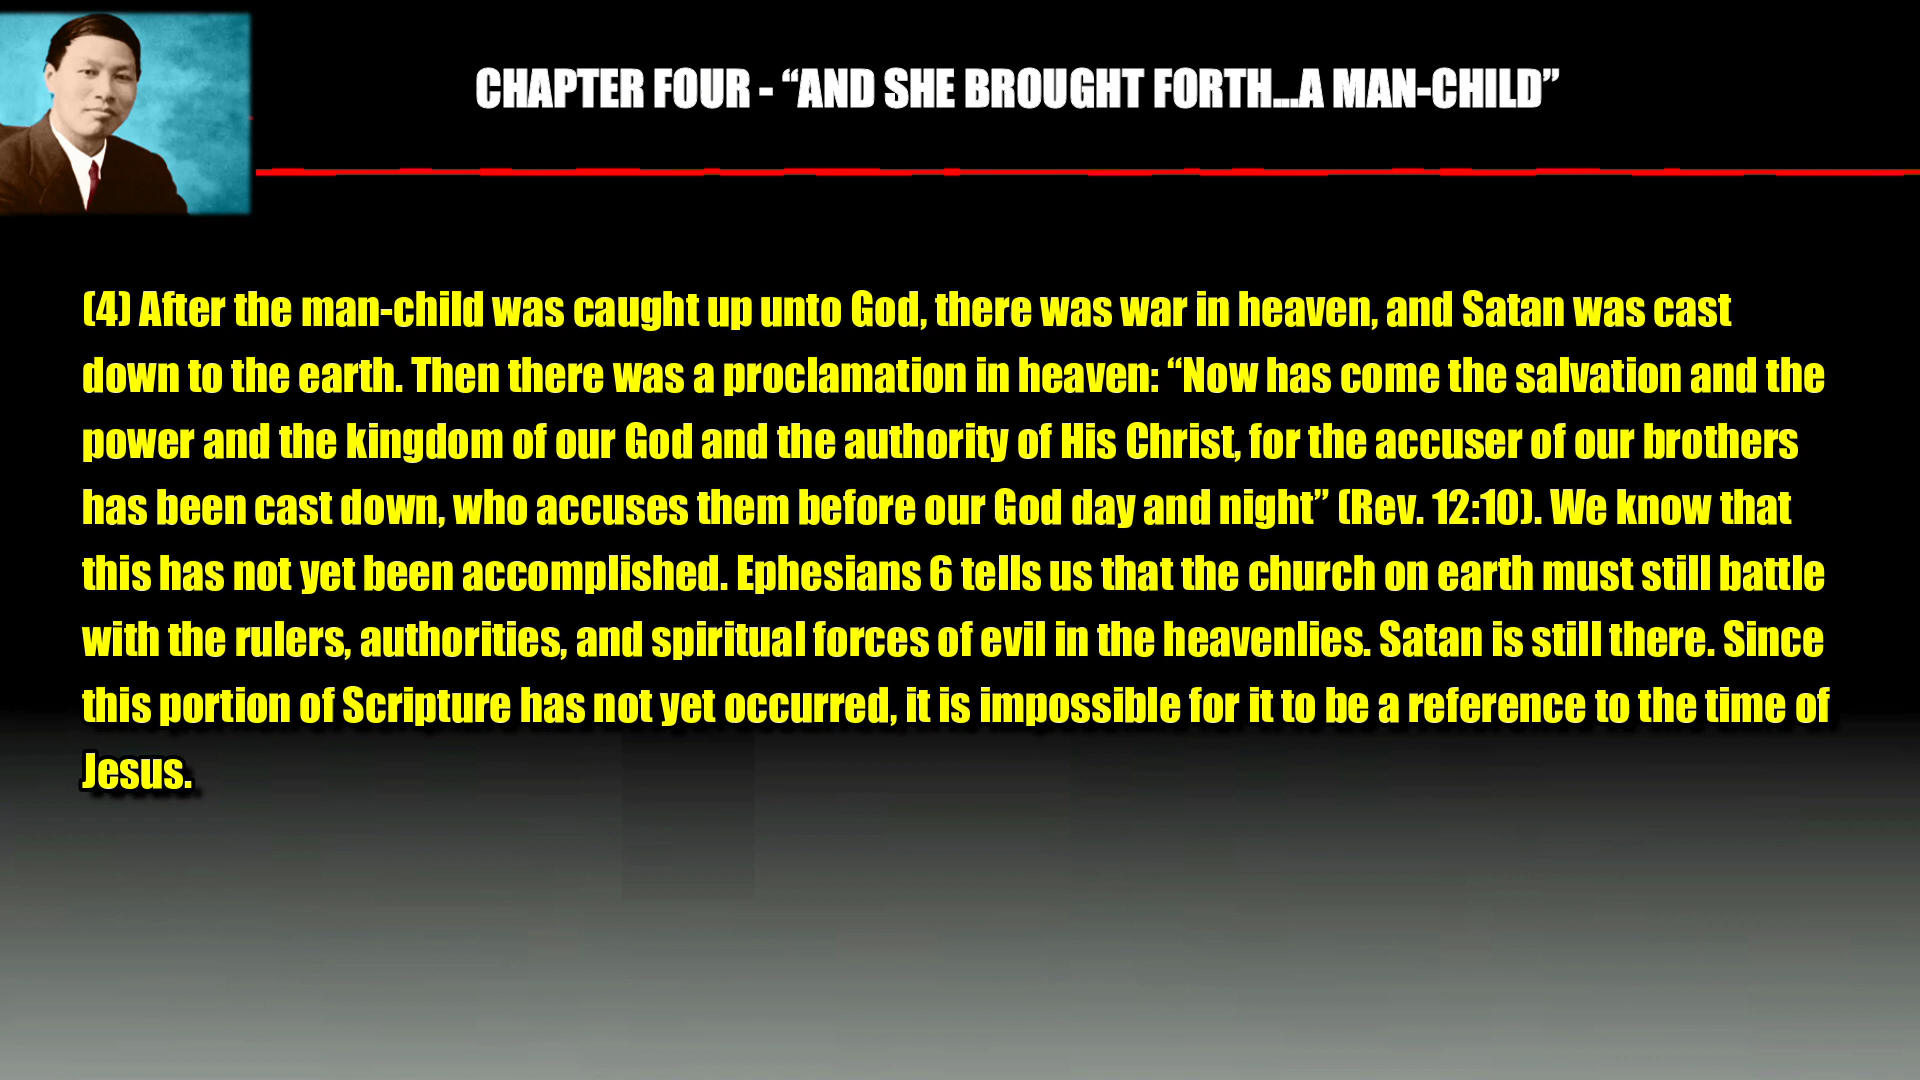 CHAPTER FOUR - “AND SHE BROUGHT FORTH...A MAN-CHILD”
(4) After the man-child was caught up unto God, there was war in heaven, and Satan was cast
down to the earth. Then there was a proclamation in heaven: “Now has come the salvation and the
power and the kingdom of our God and the authority of His Christ, for the accuser of our brothers
has been cast down, who accuses them before our God day and night” (Rev. 12:10). We know that
this has not yet been accomplished. Ephesians 6 tells us that the church on earth must still battle
with the rulers, authorities, and spiritual forces of evil in the heavenlies. Satan is still there. Since
this portion of Scripture has not yet occurred, it is impossible for it to be a reference to the time of
Jesus.